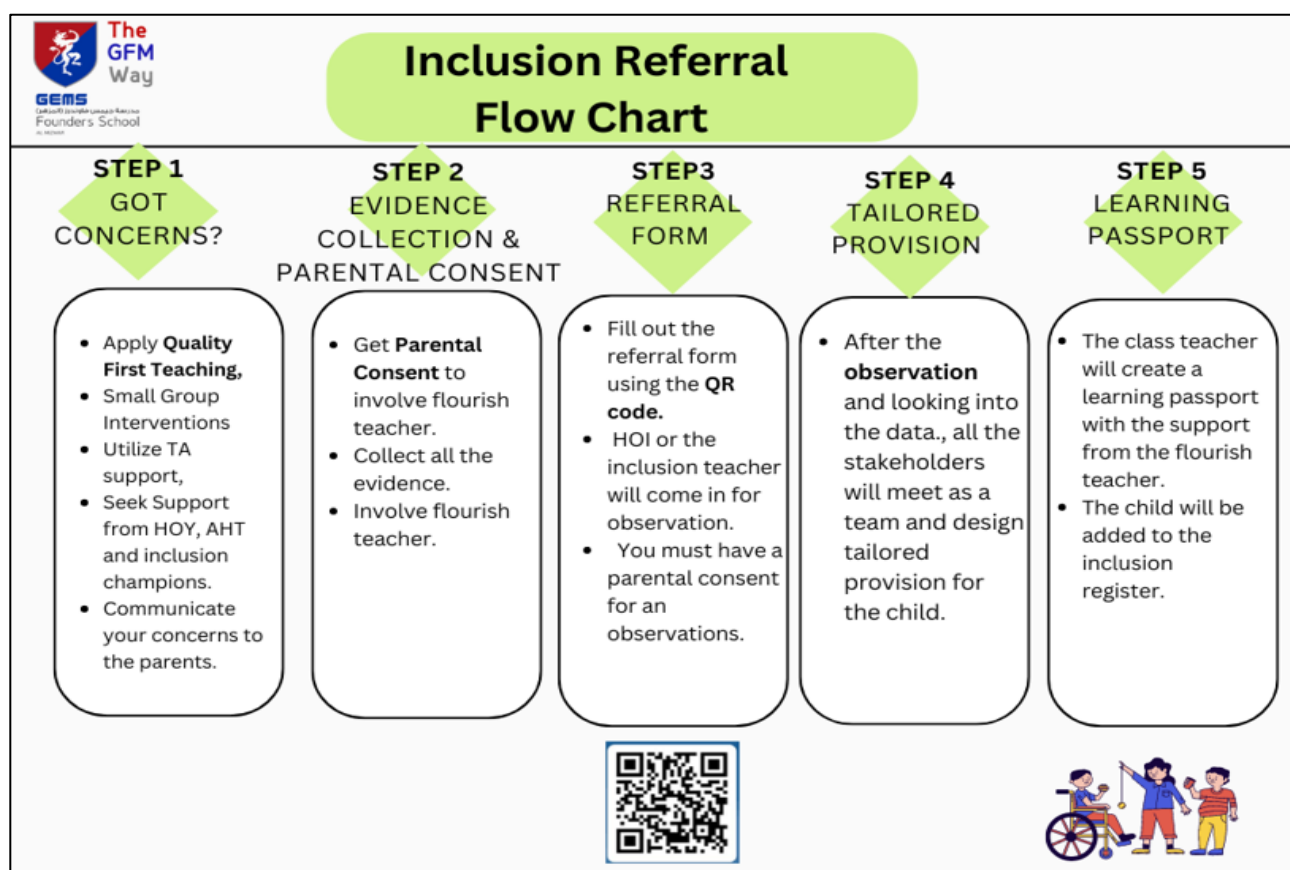 The
GFM
Way
GEMS
Founders School
Inclusion Referral
Flow Chart
STEP 1
GOT
CONCERNS?
• Apply Quality
First Teaching,
• Small Group
Interventions
• Utilize TA
support,
• Seek Support
from HOY, AHT
and inclusion
champions.
• Communicate
your concerns to
the parents.
STEP 2
EVIDENCE
COLLECTION &
PARENTAL CONSENT
• Get Parental
Consent to
involve flourish
teacher.
• Collect all the
evidence.
• Involve flourish
teacher.
STEP3
REFERRAL
FORM
• Fill out the
referral form
using the QR
code.
• HOI or the
inclusion teacher
will come in for
observation.
• You must have a
parental consent
for an
observations.
STEP 4
TAILORED
PROVISION
• After the
observation
and looking into
the data., all the
stakeholders
will meet as a
team and design
tailored
provision for
the child.
STEP 5
LEARNING
PASSPORT
• The class teacher
will create a
learning passport
with the support
from the flourish
teacher.
• The child will be
added to the
inclusion
register.